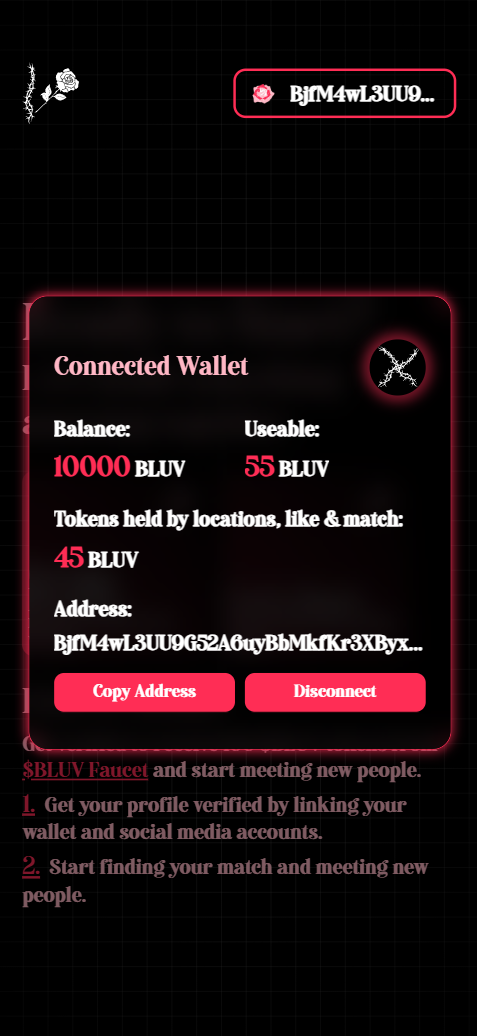 BjfM4wL3UU9...
Connected Wallet
Balance:
Useable:
10000 BLUV
55 BLUV
Tokens held by locations, like & match:
45 BLUV
Address:
BjfM4wL3UU9G52A6uyBbMkfKr3XByx...
Copy Address
Disconnect
$BLUV Faucet and start meeting new people.
1. Get your profile verified by linking your
wallet and social media accounts.
2. Start finding your match and meeting new
people.